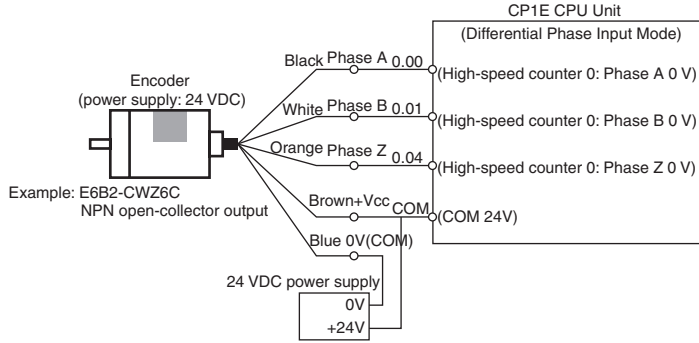 CP1E CPU Unit
(Differential Phase Input Mode)
Black Phase A 0.00
(High-speed counter 0: Phase A 0 V)
Encoder
(power supply: 24 VDC)
White Phase B 0.01
(High-speed counter 0: Phase B 0 V)
Orange Phase Z 0.04
(High-speed counter 0: Phase Z 0 V)
Example: E6B2-CWZ6C
NPN open-collector output
Brown+Vcc COM
(COM 24V)
Blue 0V(COM)
24 VDC power supply
0V
+24V